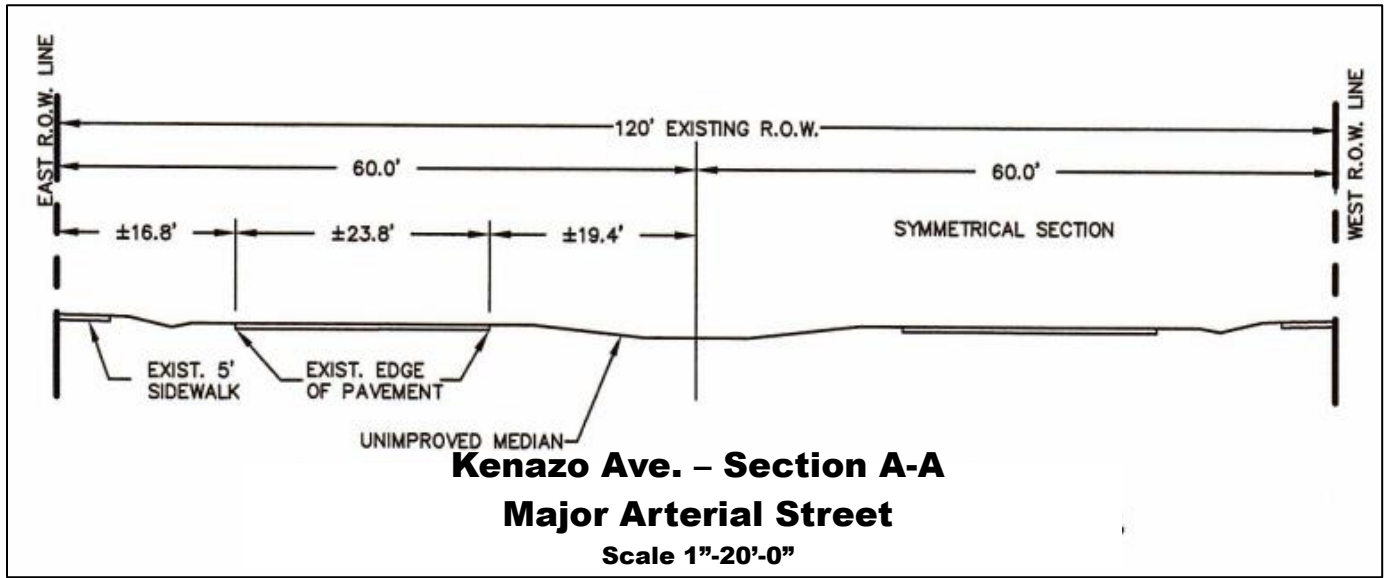 EAST R.O.W. LINE
WEST R.O.W. LINE
120' EXISTING R.O.W.
60.0'
60.0'
±16.8'
±23.8'
±19.4'
SYMMETRICAL SECTION
EXIST. 5'
SIDEWALK
EXIST. EDGE
OF PAVEMENT
UNIMPROVED MEDIAN
Kenazo Ave. – Section A-A
Major Arterial Street
Scale 1”-20’-0”